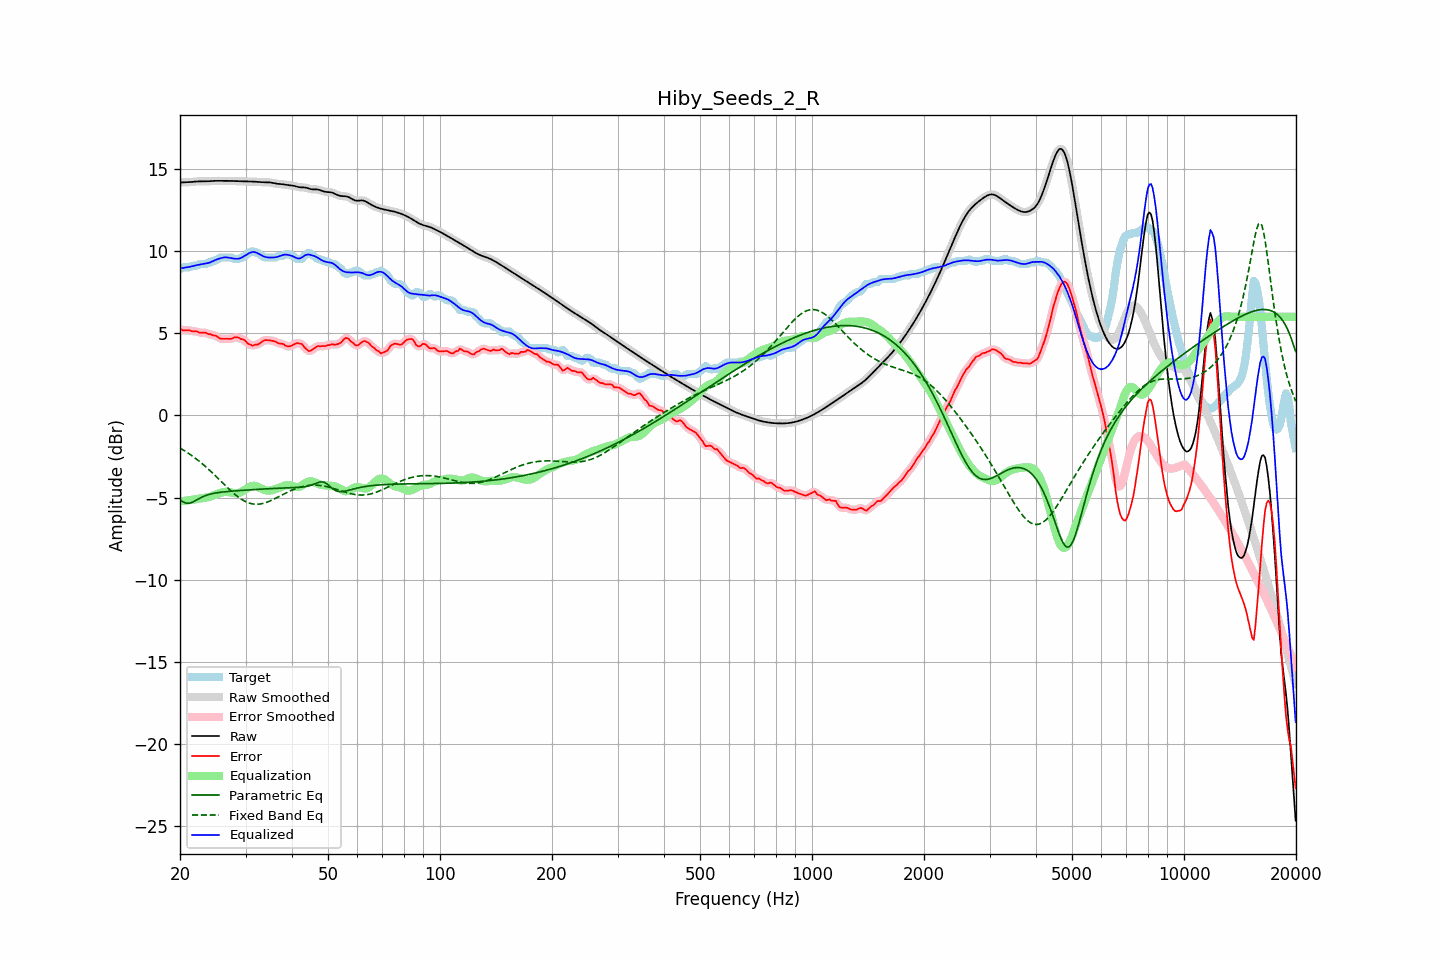 Hiby_Seeds_2_R
Amplitude (dBr)
15
10
5
0
−5
−10
−15
−20
−25
Target
Raw Smoothed
Error Smoothed
Raw
Error
Equalization
Parametric Eq
Fixed Band Eq
Equalized
20 50 100 200 500 1000 2000 5000 10000 20000
Frequency (Hz)